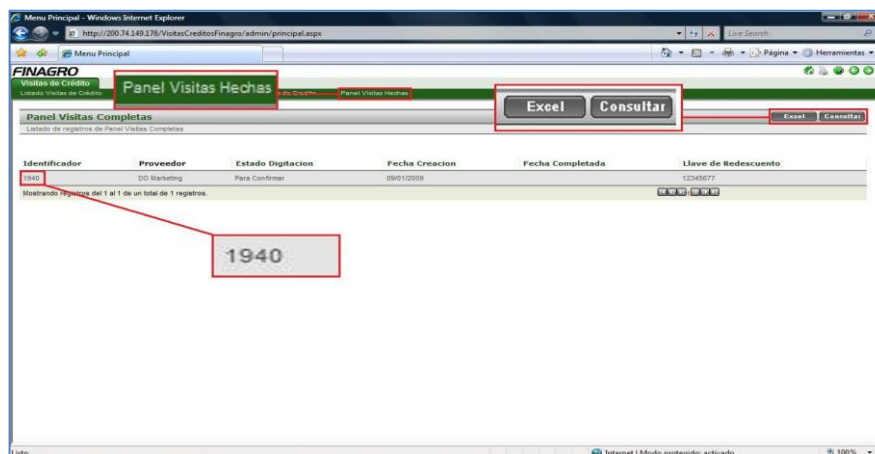 Menu Principal - Windows Internet Explorer
http://200.74.149.178/VisitasCreditosFinagro/admin/principal.aspx
Live Search
Menu Principal
Página
Herramientas
FINAGRO
Visitas de Crédito
Listado Visitas de Crédito
Panel Visitas Hechas
de Credito
Panel Visitas Hechas
Excel Consultar
Panel Visitas Completas
Excel Consultar
Listado de registros de Panel Visitas Completas
Identificador Proveedor Estado Digitacion Fecha Creacion Fecha Completada Llave de Redescuento
1940 DO Marketing Para Confirmar 09/01/2009 12345677
Mostrando registros del 1 al 1 de un total de 1 registros.
1940
Listo
Internet | Modo protegido: activado
100%